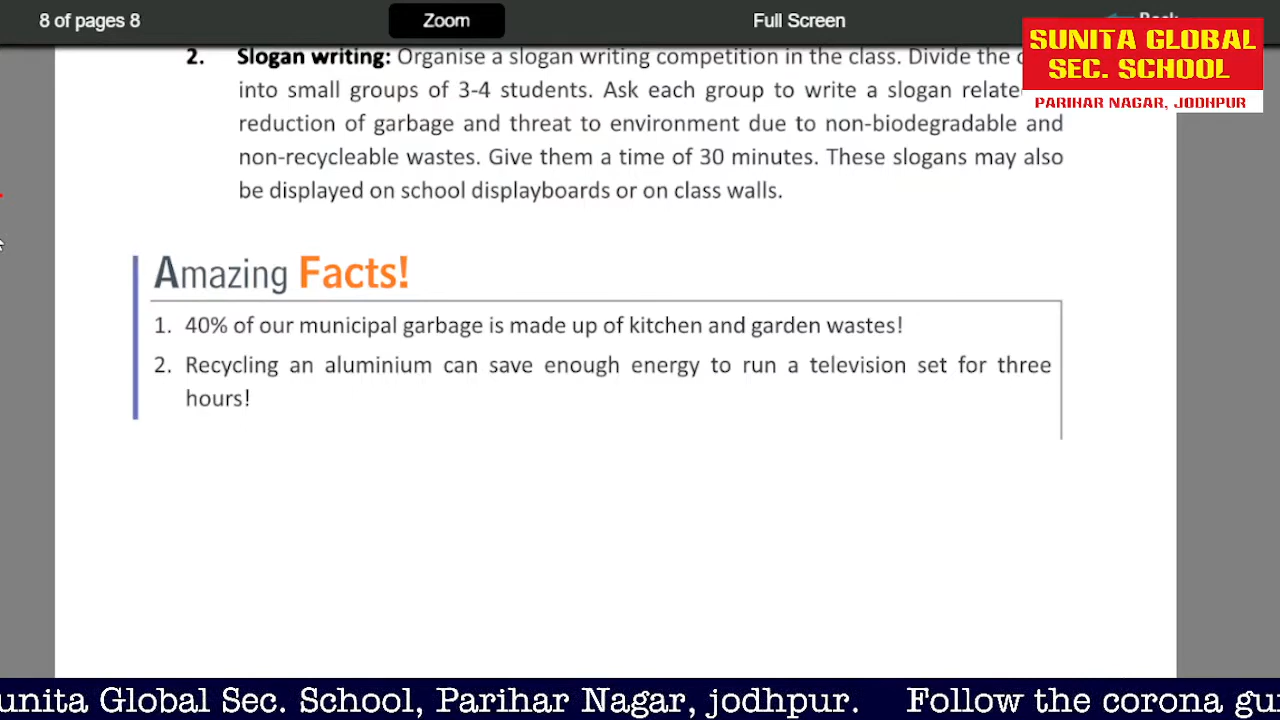 8 of pages 8 Zoom Full Screen
SUNITA GLOBAL
SEC. SCHOOL
PARIHAR NAGAR, JODHPUR
2. Slogan writing: Organise a slogan writing competition in the class. Divide the
into small groups of 3-4 students. Ask each group to write a slogan
reduction of garbage and threat to environment due to non-biodegradable and
non-recycleable wastes. Give them a time of 30 minutes. These slogans may also
be displayed on school displayboards or on class walls.
Amazing Facts!
1. 40% of our municipal garbage is made up of kitchen and garden wastes!
2. Recycling an aluminium can save enough energy to run a television set for three
hours!
unita Global Sec. School, Parihar Nagar, jodhpur. Follow the corona gu